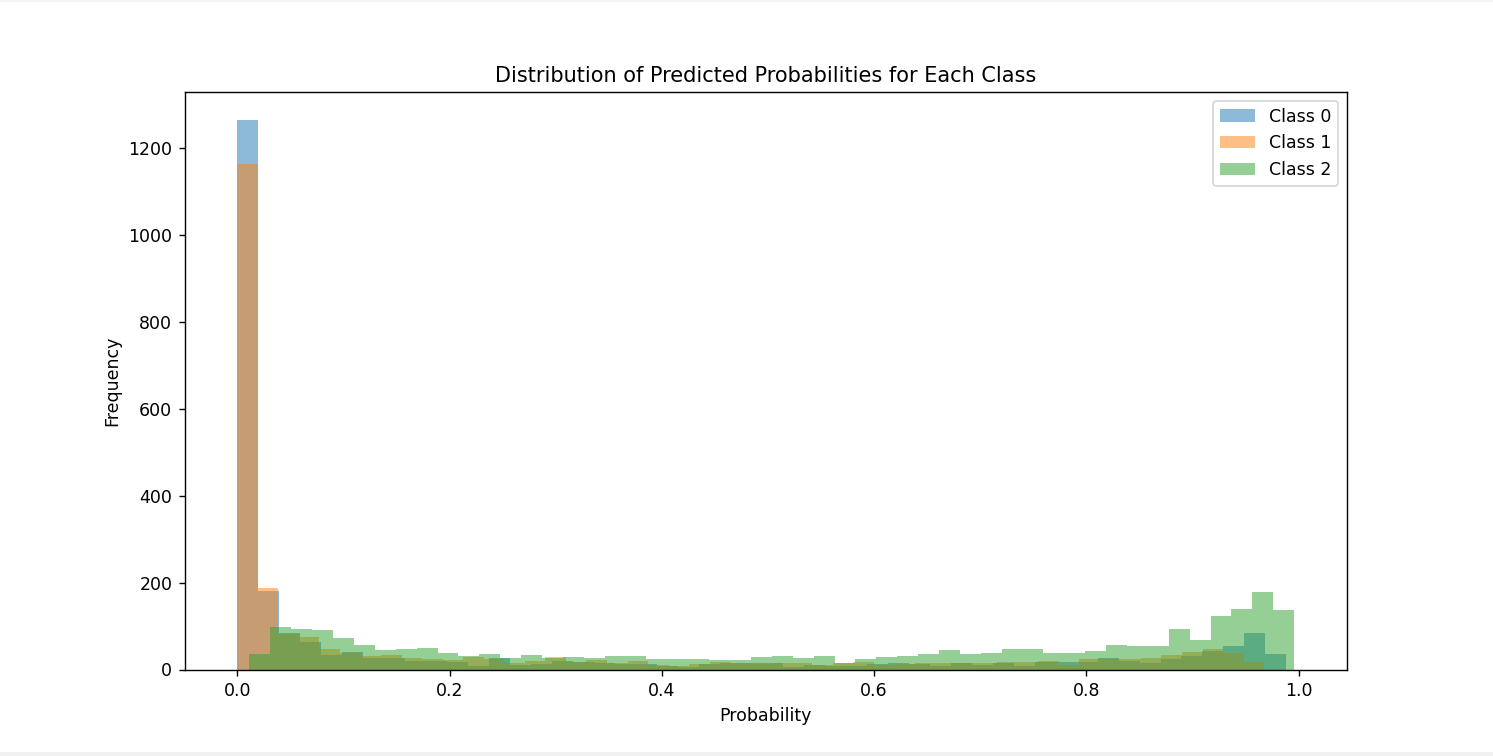 Distribution of Predicted Probabilities for Each Class
Class 0
Class 1
Class 2
1200
1000
800
600
400
200
0
Frequency
0.0 0.2 0.4 0.6 0.8 1.0
Probability